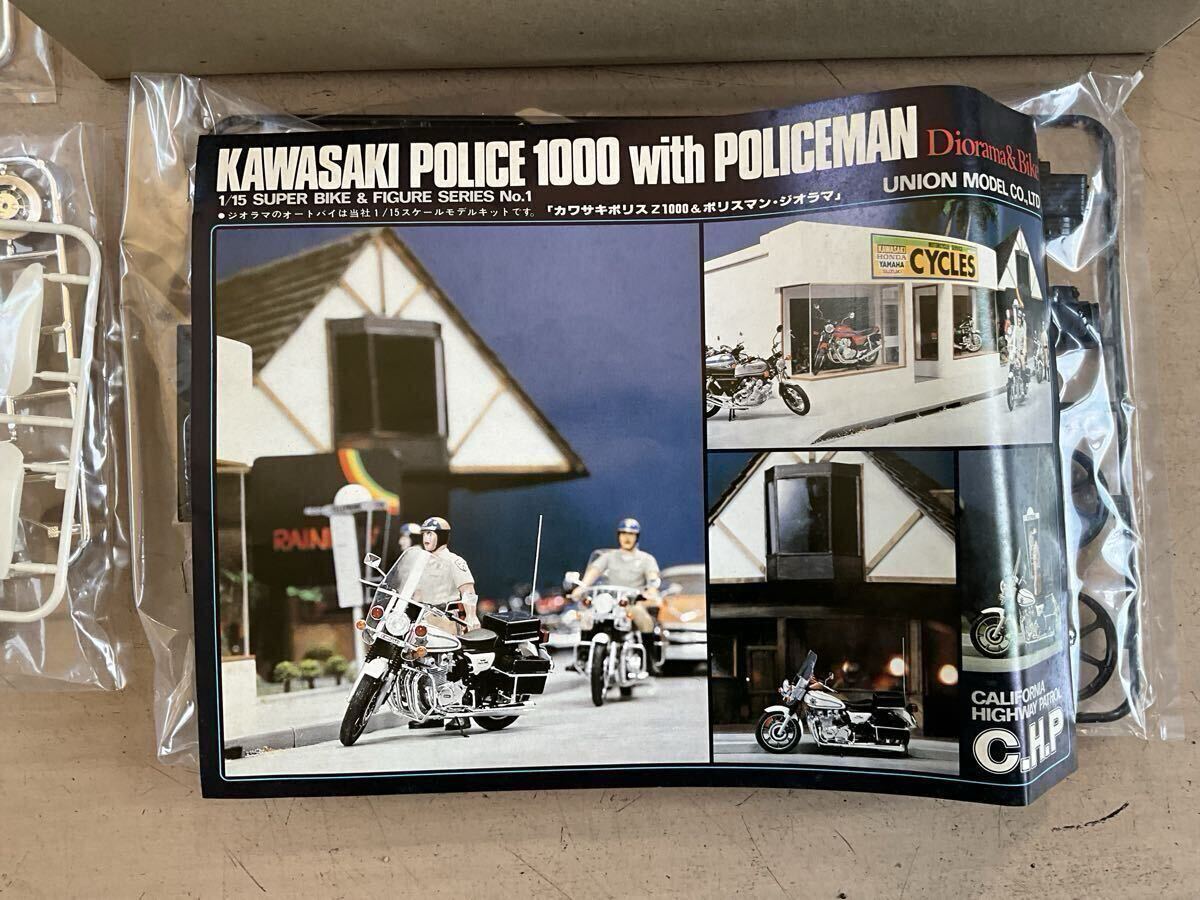 KAWASAKI POLICE 1000 with POLICEMAN
Diorama & Bike
1/15 SUPER BIKE & FIGURE SERIES No.1
UNION MODEL CO., LTD
●ジオラマのオートバイは当社1/15スケールモデルキットです。
「カワサキポリスZ1000&ポリスマン・ジオラマ」
MOTORCYCLE SERVICE
KAWASAKI
HONDA
YAMAHA
SUZUKI
CYCLES
CALIFORNIA
HIGHWAY PATROL
C.H.P